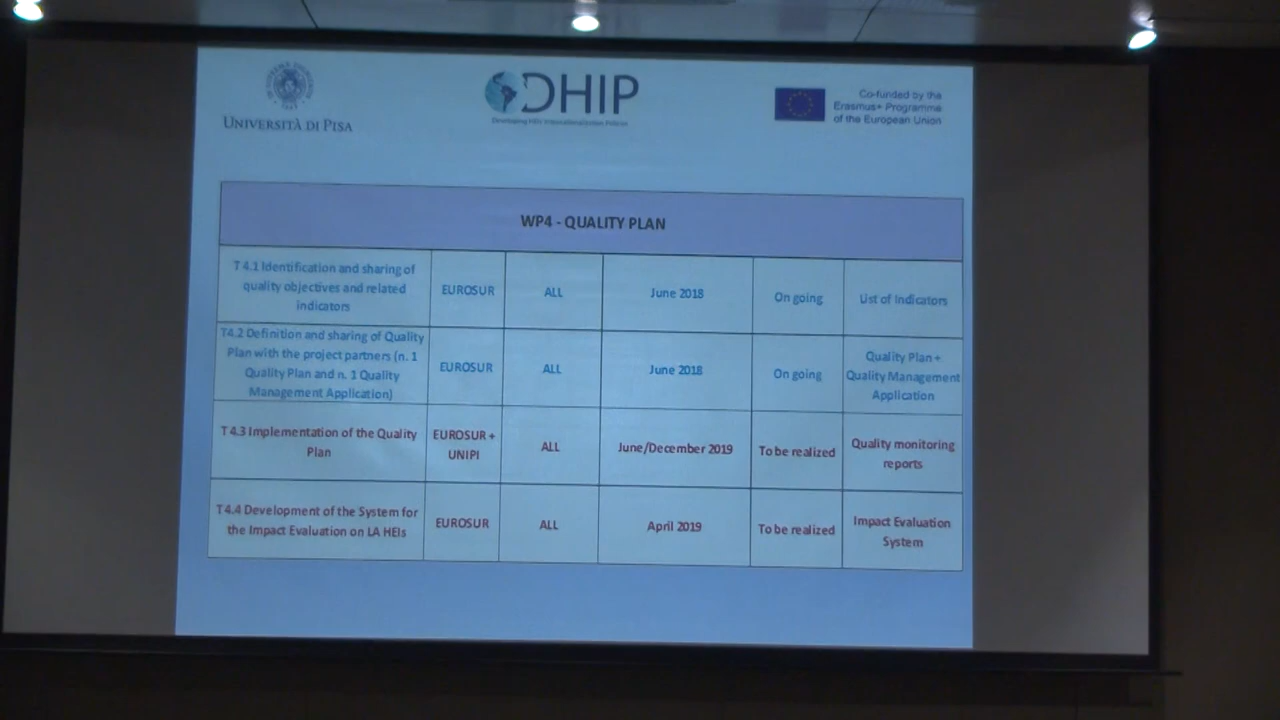 UNIVERSITÀ DI PISA
DHIP
Developing HEIs Internationalization Policies
Co-funded by the
Erasmus+ Programme
of the European Union
WP4 - QUALITY PLAN
T 4.1 Identification and sharing of
quality objectives and related
indicators
EUROSUR
ALL
June 2018
On going
List of Indicators
T4.2 Definition and sharing of Quality
Plan with the project partners (n. 1
Quality Plan and n. 1 Quality
Management Application)
EUROSUR
ALL
June 2018
On going
Quality Plan +
Quality Management
Application
T 4.3 Implementation of the Quality
Plan
EUROSUR +
UNIPI
ALL
June/December 2019
To be realized
Quality monitoring
reports
T 4.4 Development of the System for
the Impact Evaluation on LA HEIs
EUROSUR
ALL
April 2019
To be realized
Impact Evaluation
System